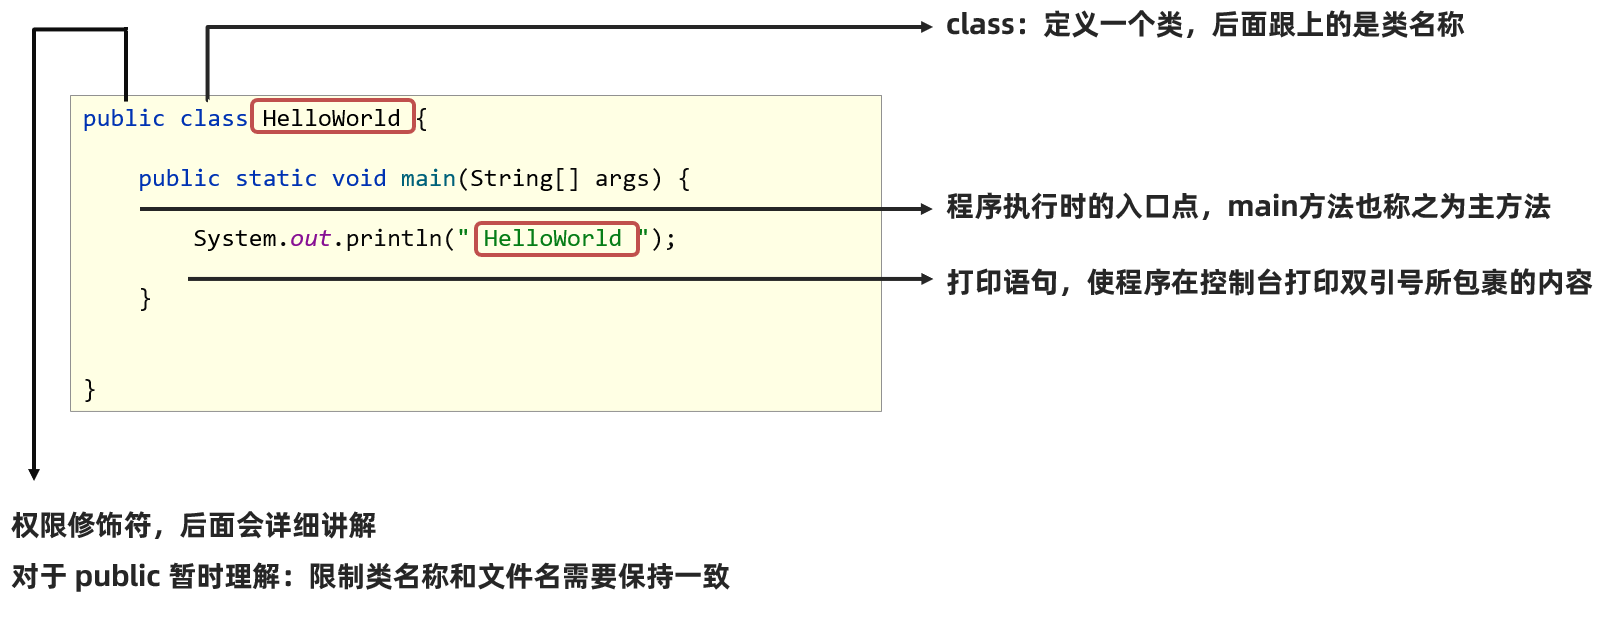 class：定义一个类，后面跟上的是类名称
public class HelloWorld {
public static void main(String[] args) {
程序执行时的入口点，main方法也称之为主方法
System.out.println(" HelloWorld ");
打印语句，使程序在控制台打印双引号所包裹的内容
}
}
权限修饰符，后面会详细讲解
对于 public 暂时理解：限制类名称和文件名需要保持一致